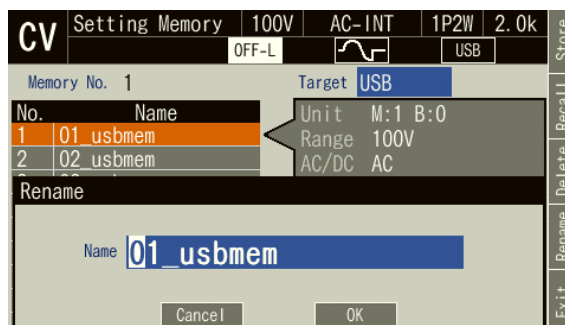 CV Setting Memory 100V AC-INT 1P2W 2.0k
OFF-L USB
Memory No. 1 Target USB
No. Name
1 01_usbmem
2 02_usbmem
Unit M:1 B:0
Range 100V
AC/DC AC
Rename
Name 01_usbmem
Cancel OK
Store
Recall
Delete
Rename
Exit